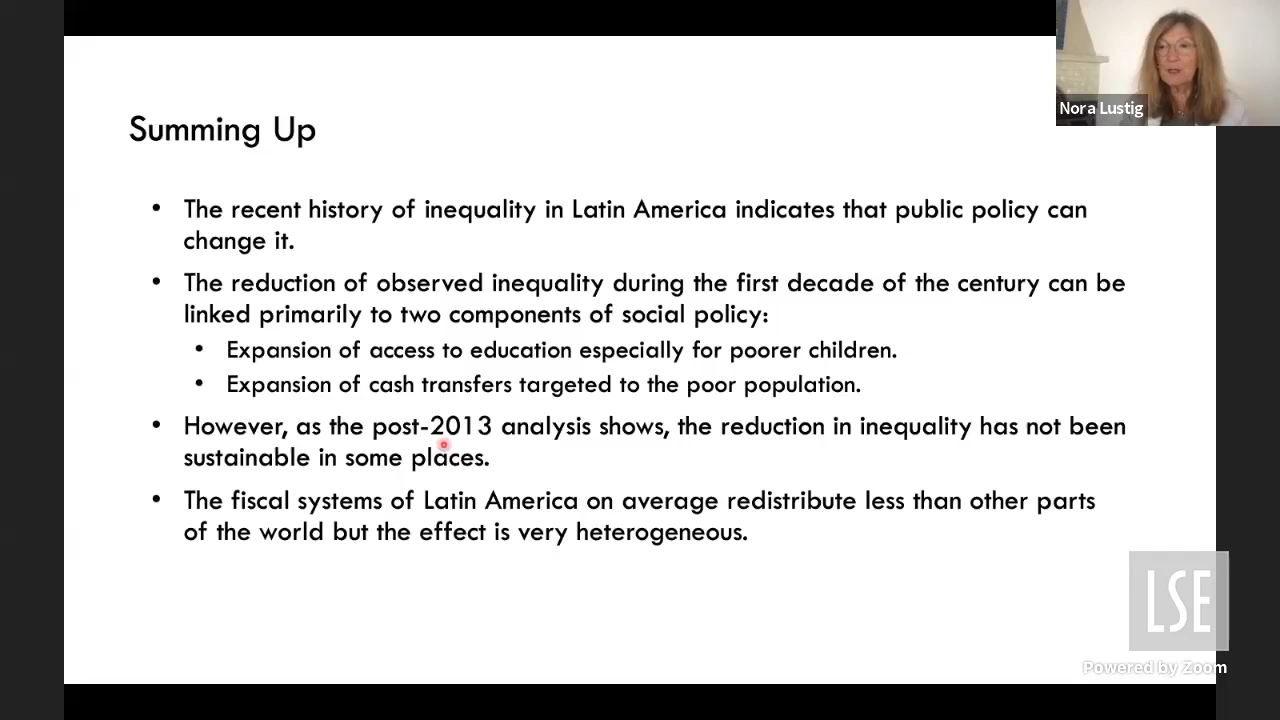 Nora Lustig
Summing Up
• The recent history of inequality in Latin America indicates that public policy can
change it.
• The reduction of observed inequality during the first decade of the century can be
linked primarily to two components of social policy:
• Expansion of access to education especially for poorer children.
• Expansion of cash transfers targeted to the poor population.
• However, as the post-2013 analysis shows, the reduction in inequality has not been
sustainable in some places.
• The fiscal systems of Latin America on average redistribute less than other parts
of the world but the effect is very heterogeneous.
LSE
Powered by Zoom